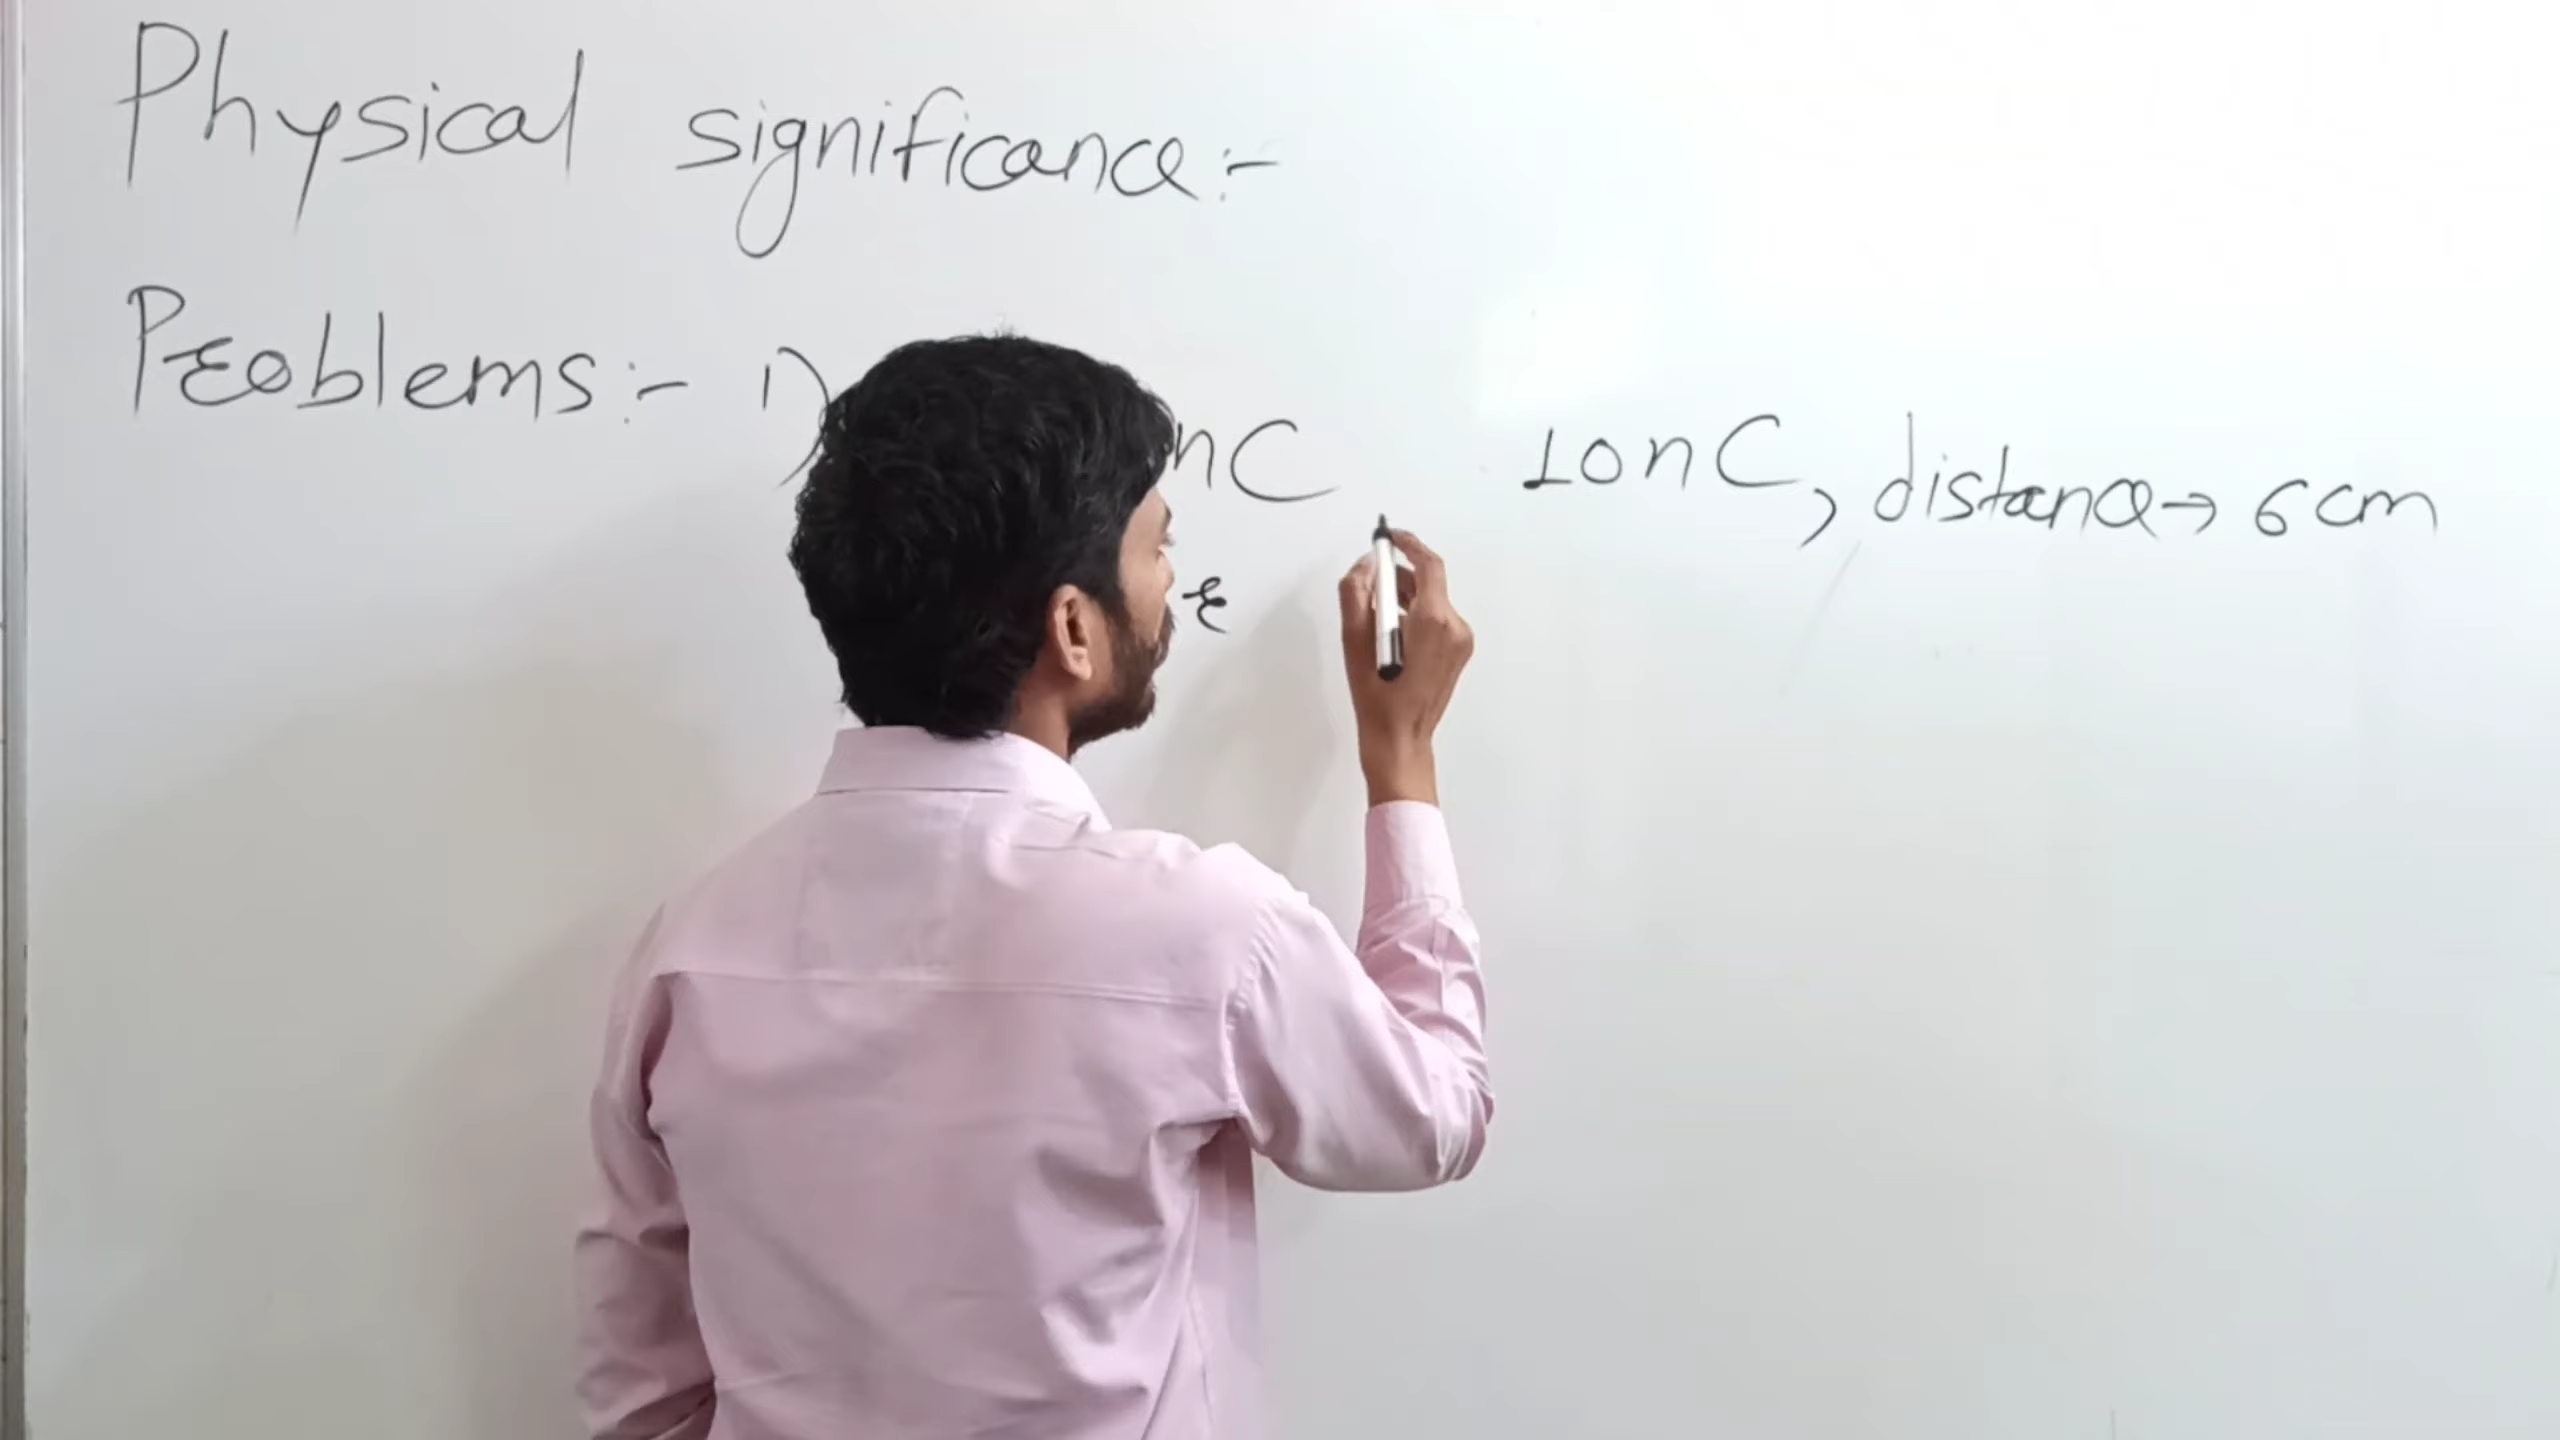 Physical significance:-
Problems:- 1) nC 10nC, distance→ 6cm
r